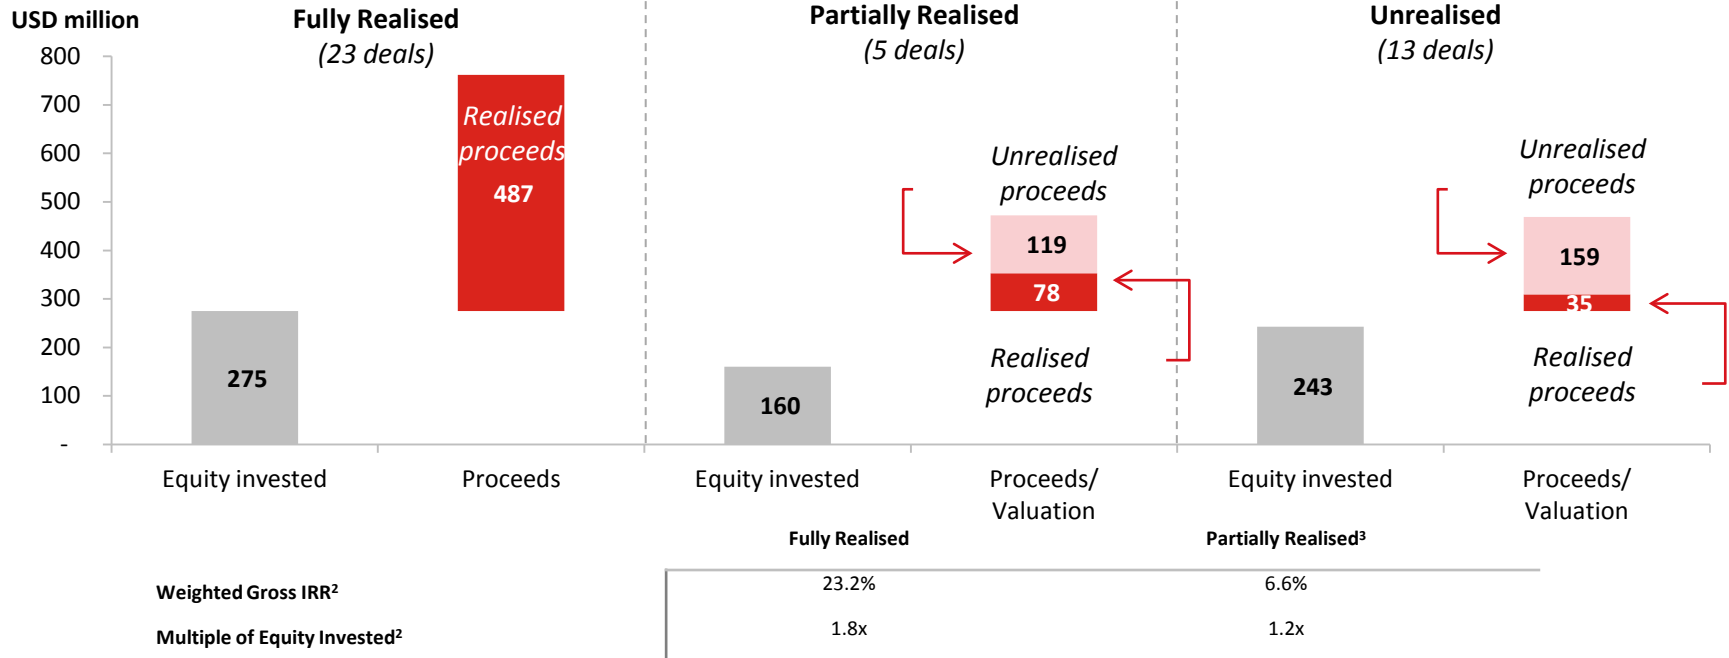 USD million
Fully Realised
(23 deals)
Partially Realised
(5 deals)
Unrealised
(13 deals)
800
700
600
500
400
300
200
100
-
Realised
proceeds
487
275
Unrealised
proceeds
119
78
Realised
proceeds
160
Unrealised
proceeds
159
35
Realised
proceeds
243
Equity invested
Proceeds
Equity invested
Proceeds/
Valuation
Equity invested
Proceeds/
Valuation
Fully Realised
Partially Realised³
Weighted Gross IRR²
23.2%
6.6%
Multiple of Equity Invested²
1.8x
1.2x